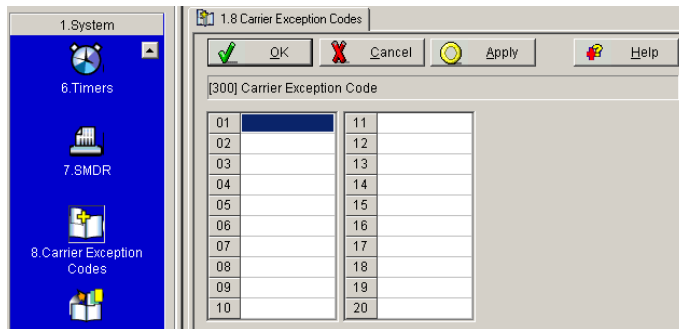 1.System
6.Timers
7.SMDR
8.Carrier Exception
Codes
1.8 Carrier Exception Codes
OK Cancel Apply Help
[300] Carrier Exception Code
01 11
02 12
03 13
04 14
05 15
06 16
07 17
08 18
09 19
10 20